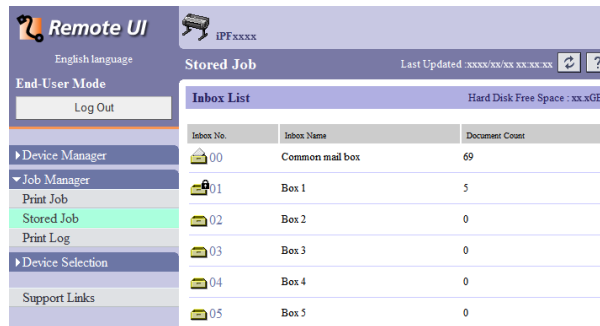 Remote UI
English language
End-User Mode
Log Out
Device Manager
Job Manager
Print Job
Stored Job
Print Log
Device Selection
Support Links
iPFxxxx
Stored Job Last Updated :xxxx/xx/xx xx:xx:xx ?
Inbox List Hard Disk Free Space : xx.xGB
Inbox No. Inbox Name Document Count
00 Common mail box 69
01 Box 1 5
02 Box 2 0
03 Box 3 0
04 Box 4 0
05 Box 5 0